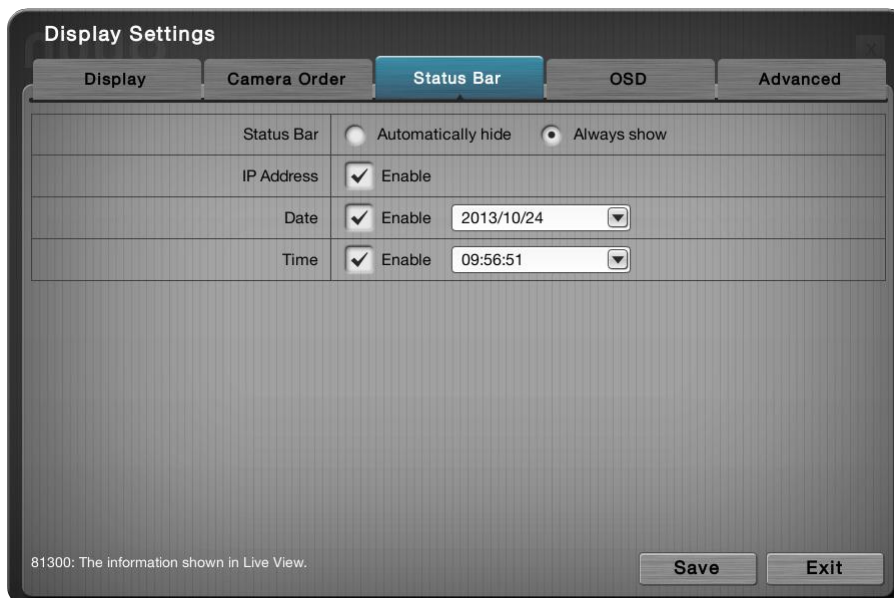 Display Settings
X
Display Camera Order Status Bar OSD Advanced
Status Bar Automatically hide Always show
IP Address Enable
Date Enable 2013/10/24
Time Enable 09:56:51
81300: The information shown in Live View.
Save Exit